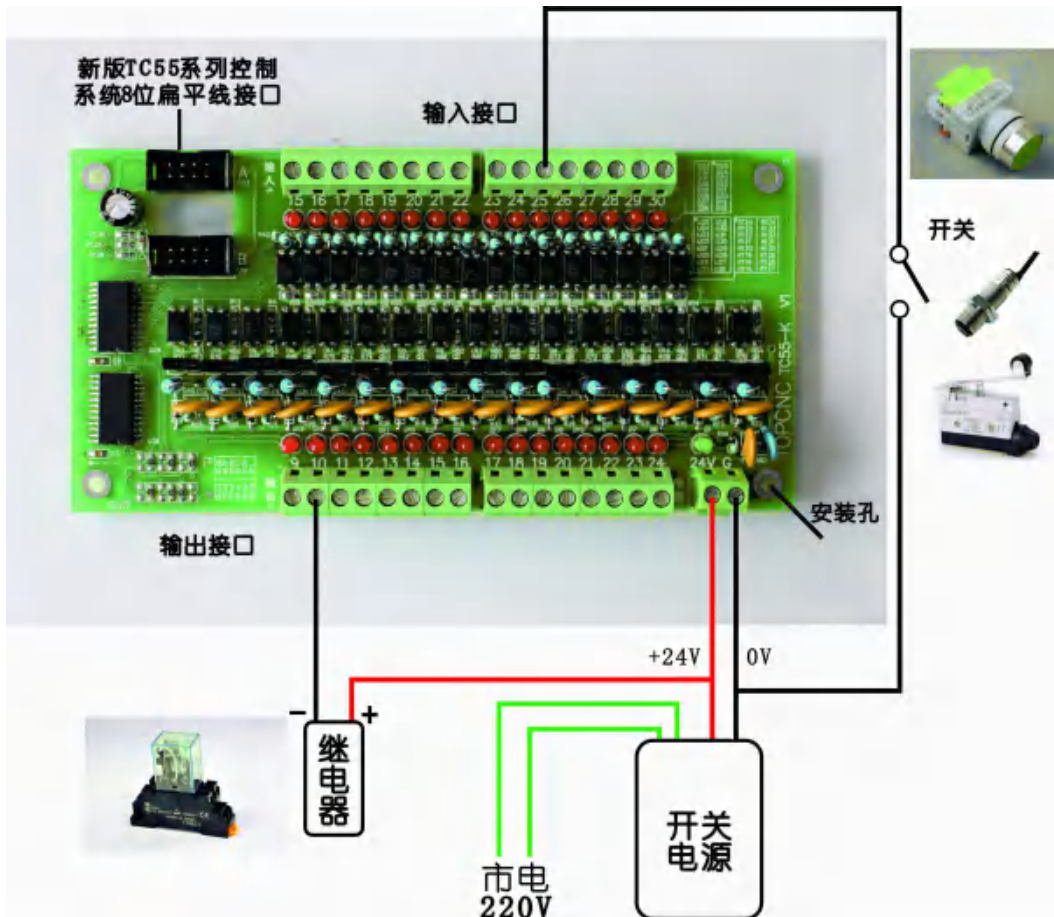 新版TC55系列控制
系统8位扁平线接口
输入接口
A
输入
15 16 17 18 19 20 21 22 23 24 25 26 27 28 29 30
开关
B
TOPCNC TC55-K V1
9 10 11 12 13 14 15 16 18 19 20 21 22 23 24 24V G
安装孔
输出接口
+24V
0V
− +
继电器
开关
电源
市电
220V